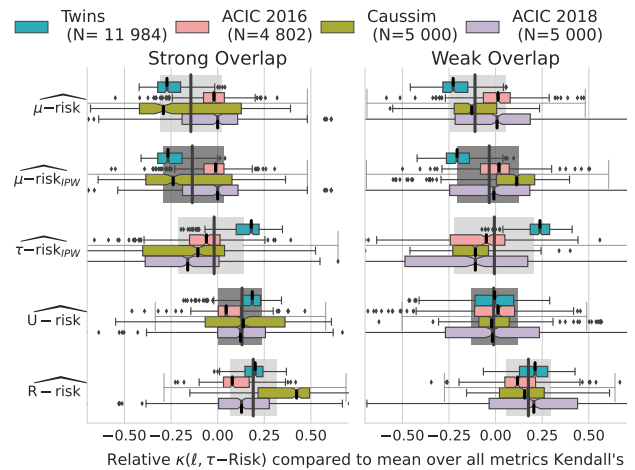 Twins (N= 11 984)
ACIC 2016 (N=4 802)
Caussim (N=5 000)
ACIC 2018 (N=5 000)
Strong Overlap
Weak Overlap
μ̂−risk
μ̂−risk_IPW
τ̂−risk_IPW
Û−risk
R̂−risk
−0.50 −0.25 0.00 0.25 0.50
−0.50 −0.25 0.00 0.25 0.50
Relative κ(ℓ, τ−Risk) compared to mean over all metrics Kendall's